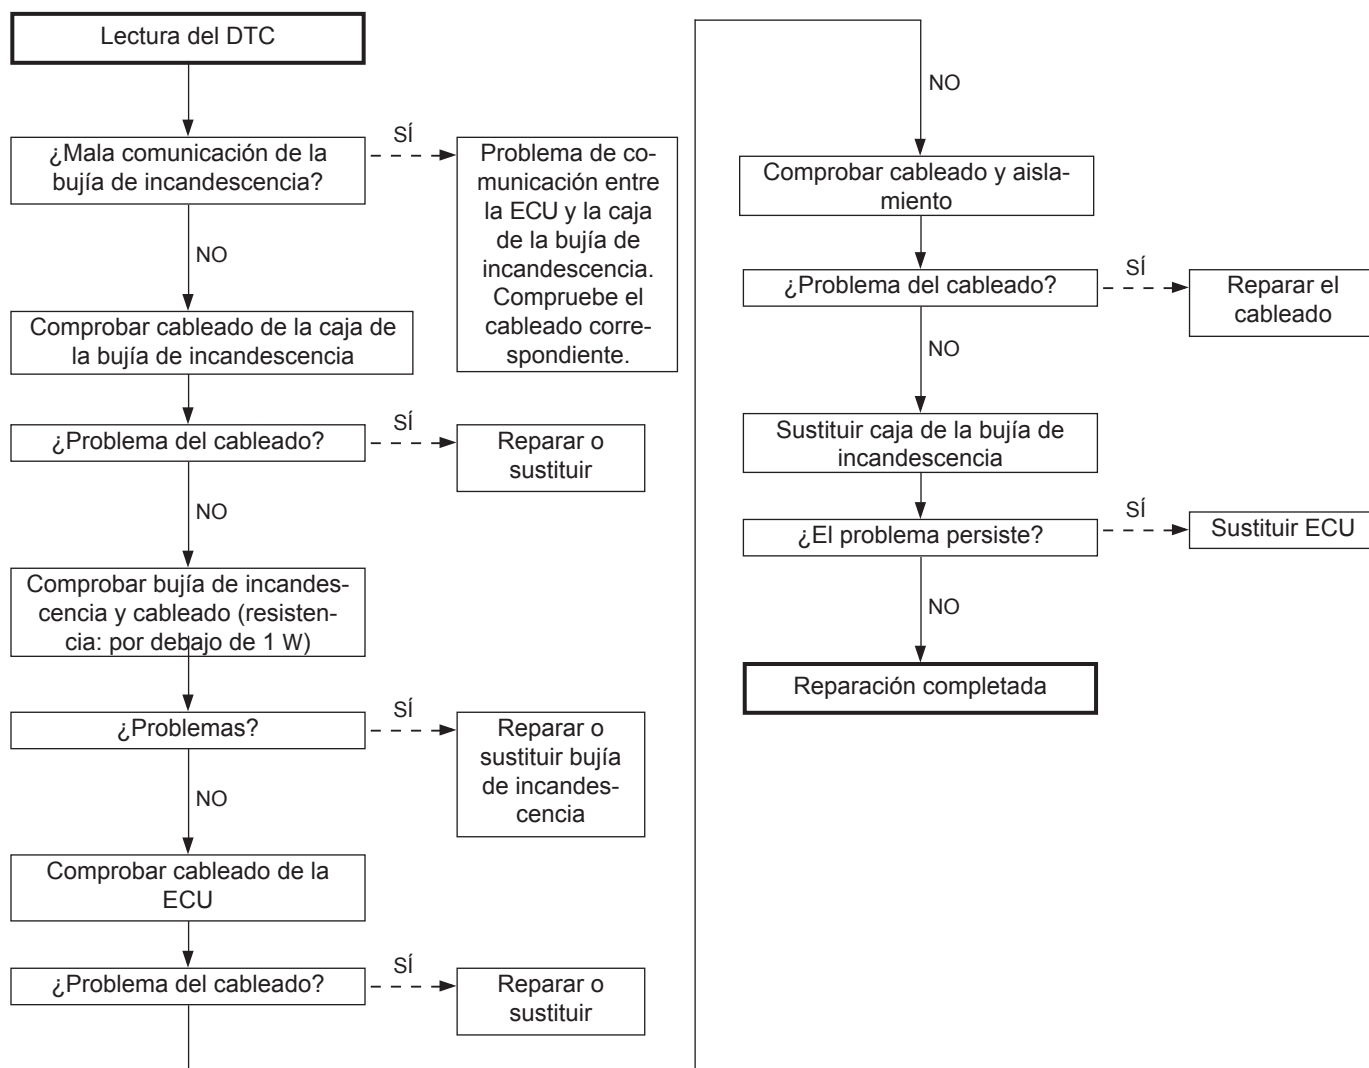 Lectura del DTC
¿Mala comunicación de la
bujía de incandescencia?
SÍ
Problema de co-
municación entre
la ECU y la caja
de la bujía de
incandescencia.
Compruebe el
cableado corre-
spondiente.
NO
Comprobar cableado de la caja de
la bujía de incandescencia
¿Problema del cableado?
SÍ
Reparar o
sustituir
NO
Comprobar bujía de incandes-
cencia y cableado (resisten-
cia: por debajo de 1 W)
¿Problemas?
SÍ
Reparar o
sustituir bujía
de incandes-
cencia
NO
Comprobar cableado de la
ECU
¿Problema del cableado?
SÍ
Reparar o
sustituir
NO
Comprobar cableado y aisla-
miento
¿Problema del cableado?
SÍ
Reparar el
cableado
NO
Sustituir caja de la bujía de
incandescencia
¿El problema persiste?
SÍ
Sustituir ECU
NO
Reparación completada